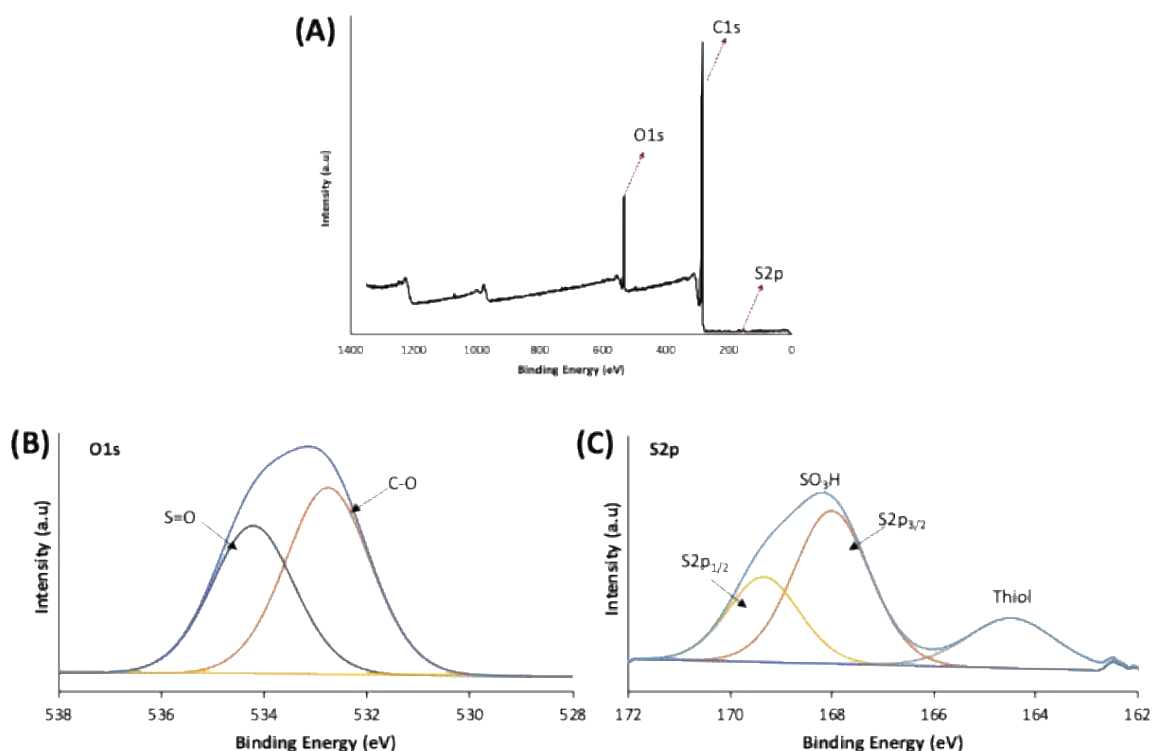 (A)
C1s
O1s
S2p
Intensity (a.u)
1400 1200 1000 800 600 400 200 0
Binding Energy (eV)
(B)
O1s
S=O
C-O
Intensity (a.u)
538 536 534 532 530 528
Binding Energy (eV)
(C)
S2p
SO₃H
S2p₃/₂
S2p₁/₂
Thiol
Intensity (a.u)
172 170 168 166 164 162
Binding Energy (eV)